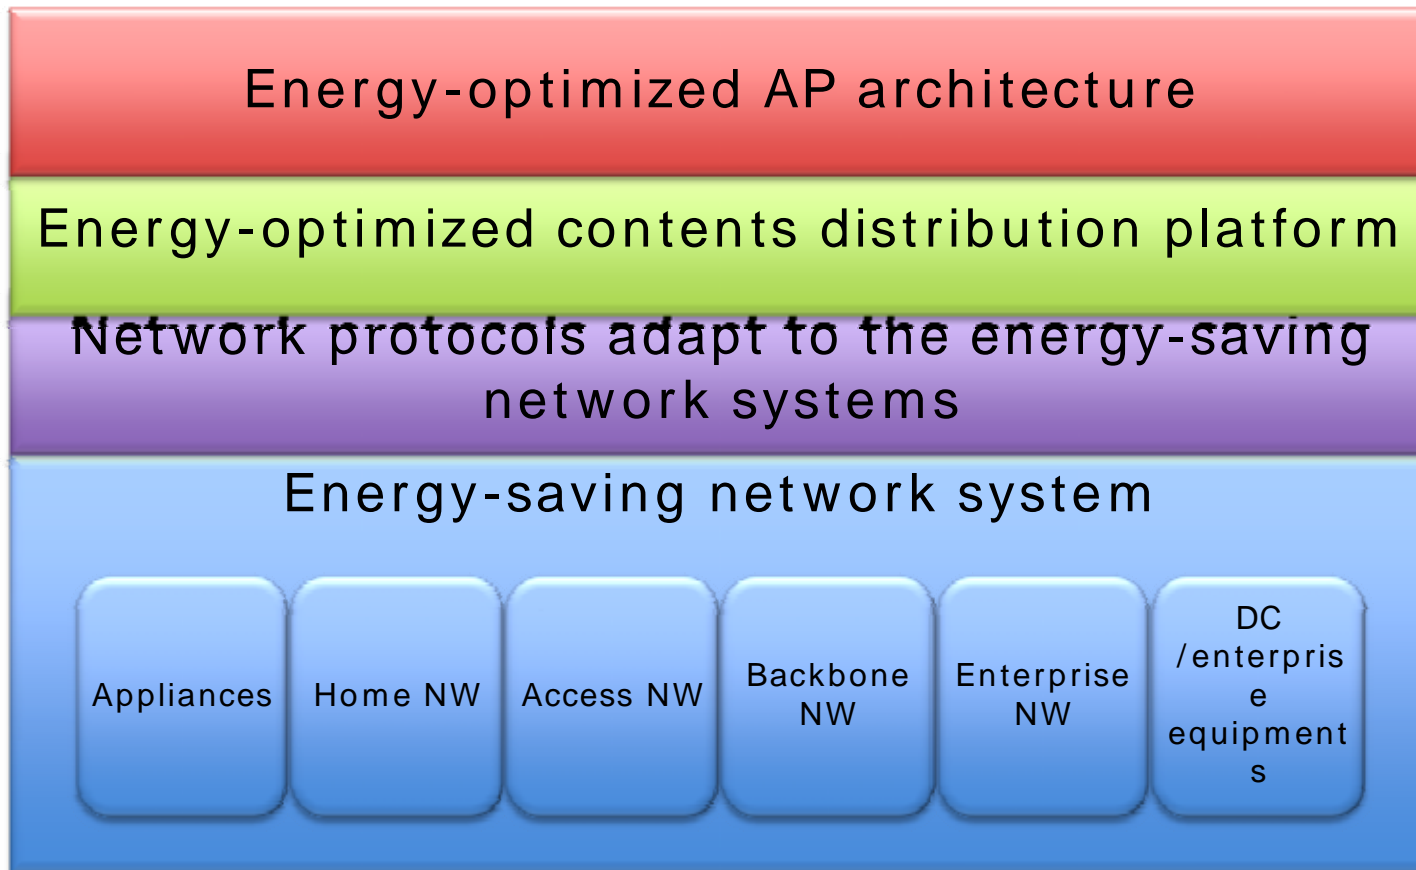 Energy-optimized AP architecture
Energy-optimized contents distribution platform
Network protocols adapt to the energy-saving
network systems
Energy-saving network system
Appliances
Home NW
Access NW
Backbone
NW
Enterprise
NW
DC
/enterpris
e
equipment
s